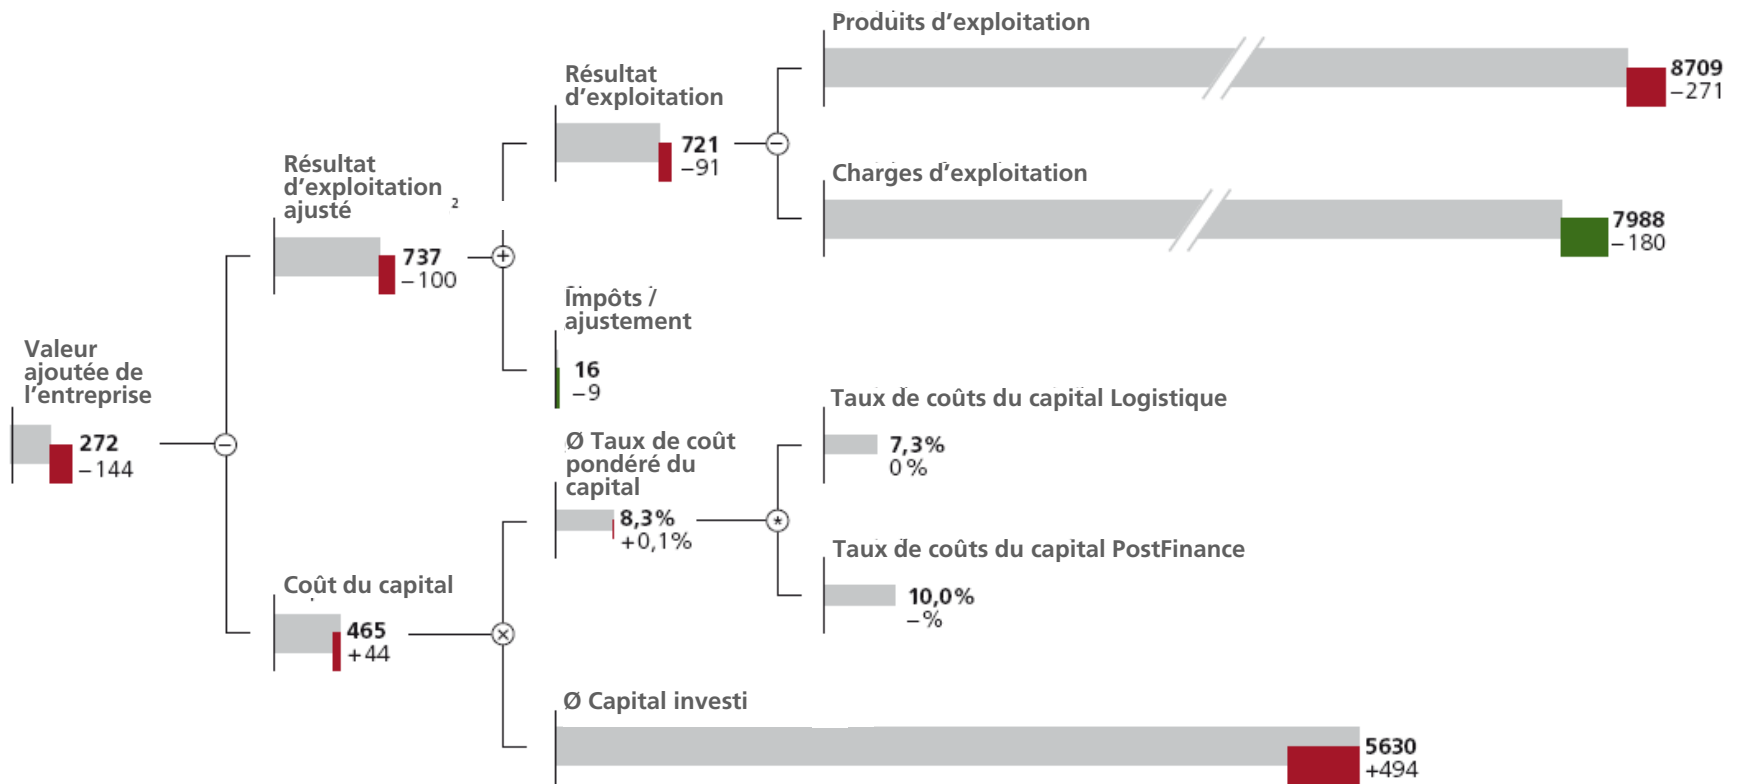 Produits d’exploitation
8709
–271
Résultat
d’exploitation
721
–91
Charges d’exploitation
7988
–180
Résultat
d’exploitation
ajusté 2
737
–100
Impôts /
ajustement
16
–9
Valeur
ajoutée de
l’entreprise
272
–144
Taux de coûts du capital Logistique
7,3%
0%
Ø Taux de coût
pondéré du
capital
8,3%
+0,1%
Taux de coûts du capital PostFinance
10,0%
–%
Coût du capital
465
+44
Ø Capital investi
5630
+494